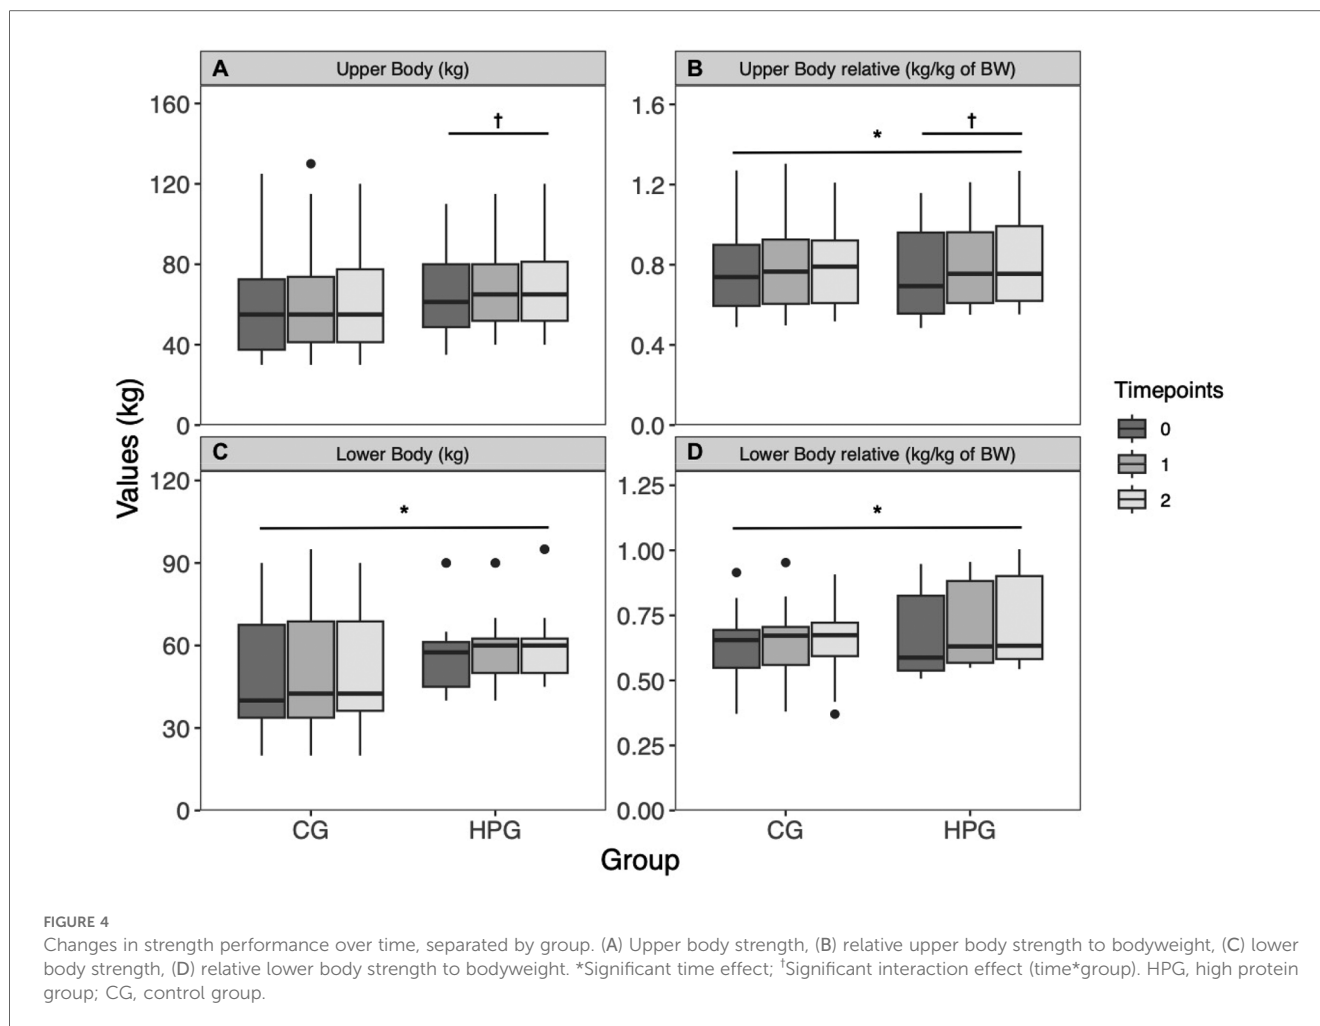 A Upper Body (kg)
B Upper Body relative (kg/kg of BW)
160
120
80
40
0
†
1.6
1.2
0.8
0.4
0.0
*
†
C Lower Body (kg)
D Lower Body relative (kg/kg of BW)
120
90
60
30
0
*
1.25
1.00
0.75
0.50
0.25
0.00
*
Values (kg)
CG
HPG
CG
HPG
Group
Timepoints
0
1
2
FIGURE 4
Changes in strength performance over time, separated by group. (A) Upper body strength, (B) relative upper body strength to bodyweight, (C) lower
body strength, (D) relative lower body strength to bodyweight. *Significant time effect; †Significant interaction effect (time*group). HPG, high protein
group; CG, control group.